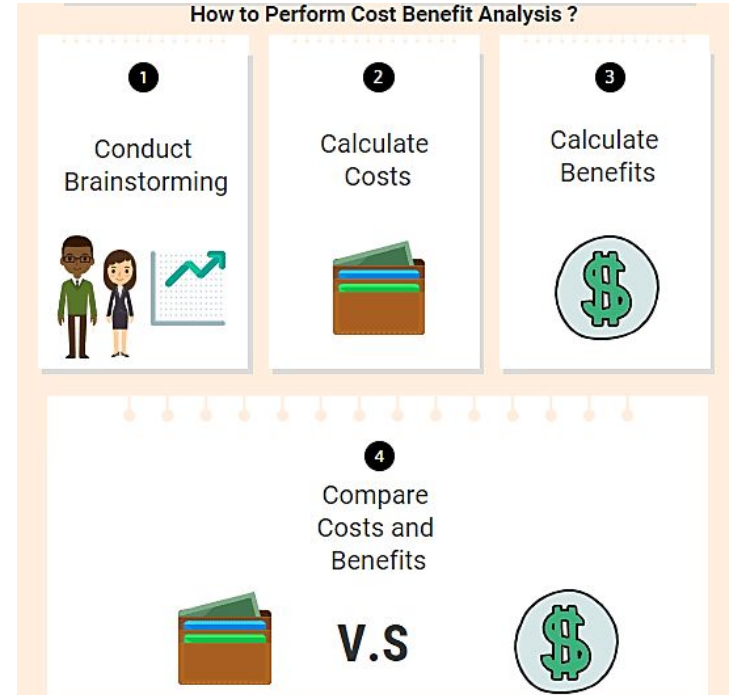 How to Perform Cost Benefit Analysis ?
1
Conduct
Brainstorming
2
Calculate
Costs
3
Calculate
Benefits
4
Compare
Costs and
Benefits
V.S